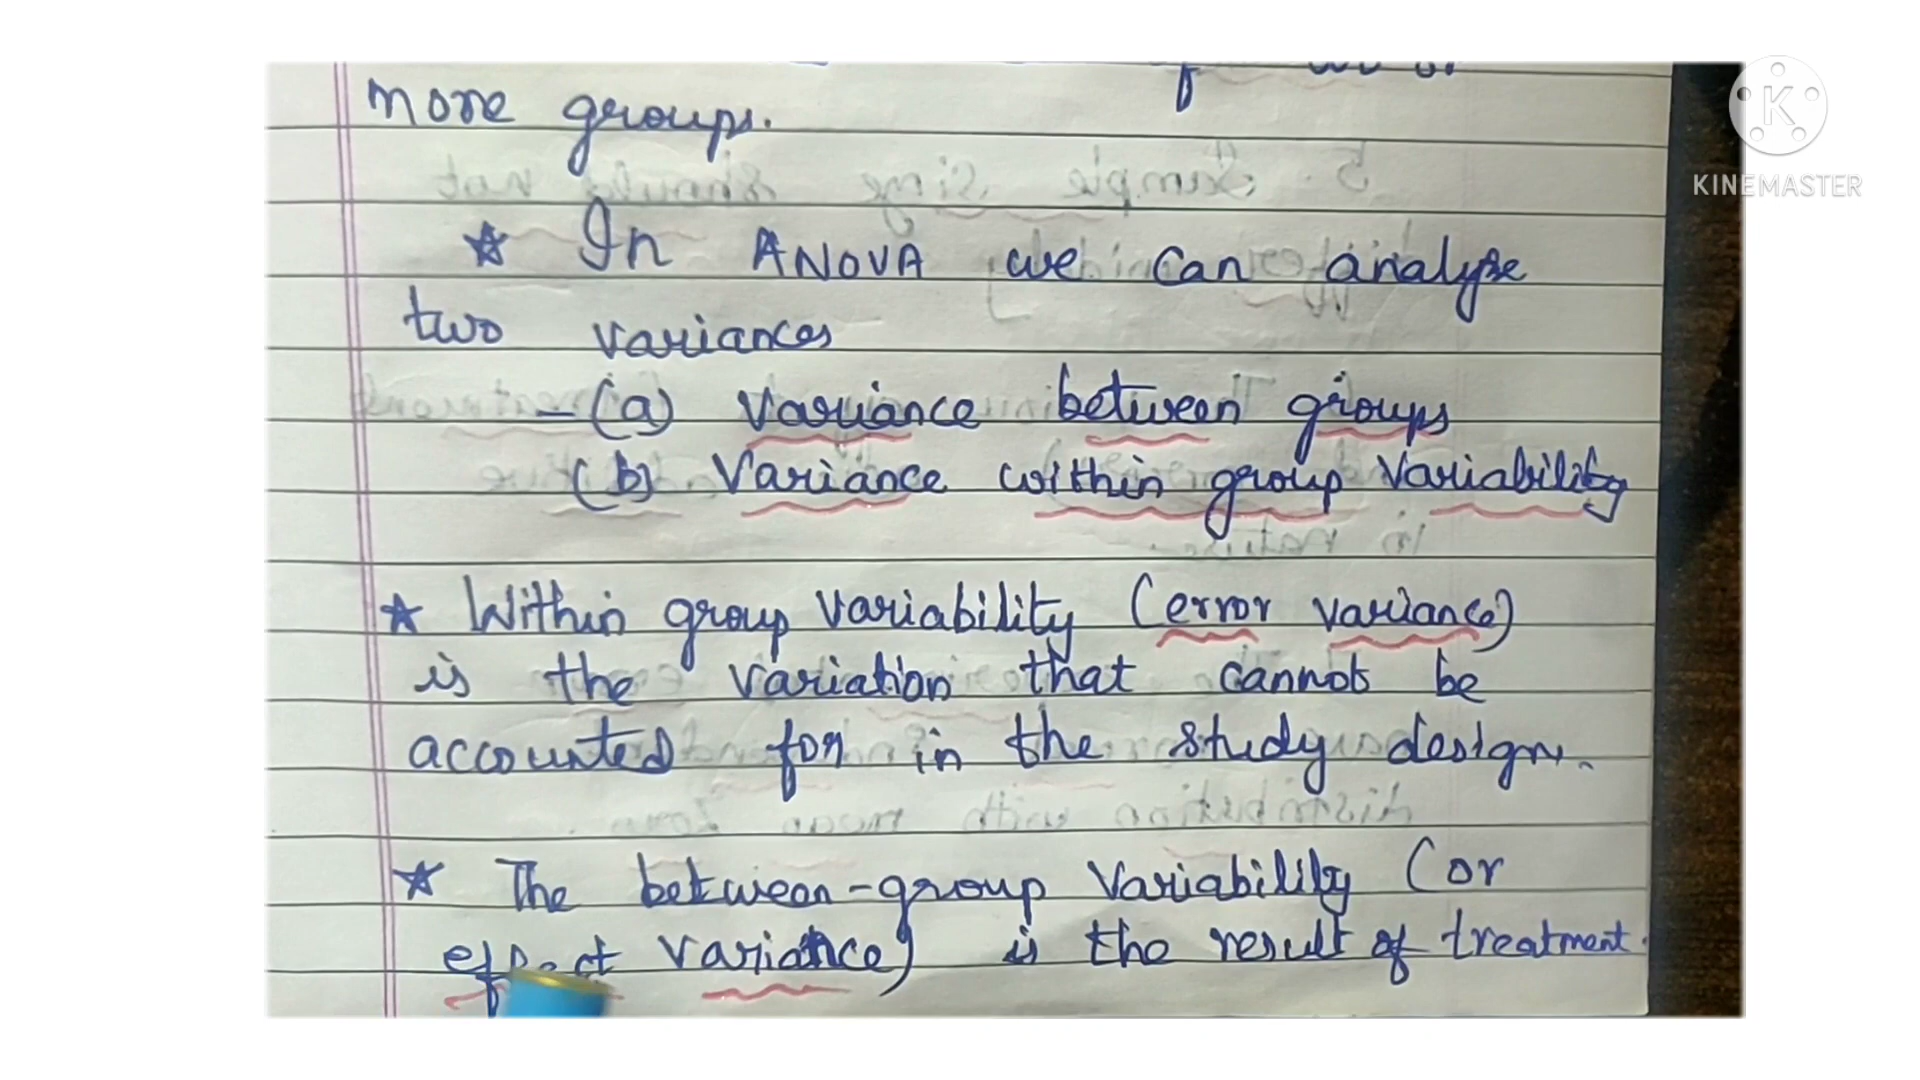 more groups.
☆ In ANOVA we can analyse
two variances
- (a) Variance between groups
(b) Variance within group Variability
☆ Within group variability (error variance)
is the variation that cannot be
accounted for in the study design.
☆ The between-group Variability (or
effect variance) is the result of treatment.
KINEMASTER